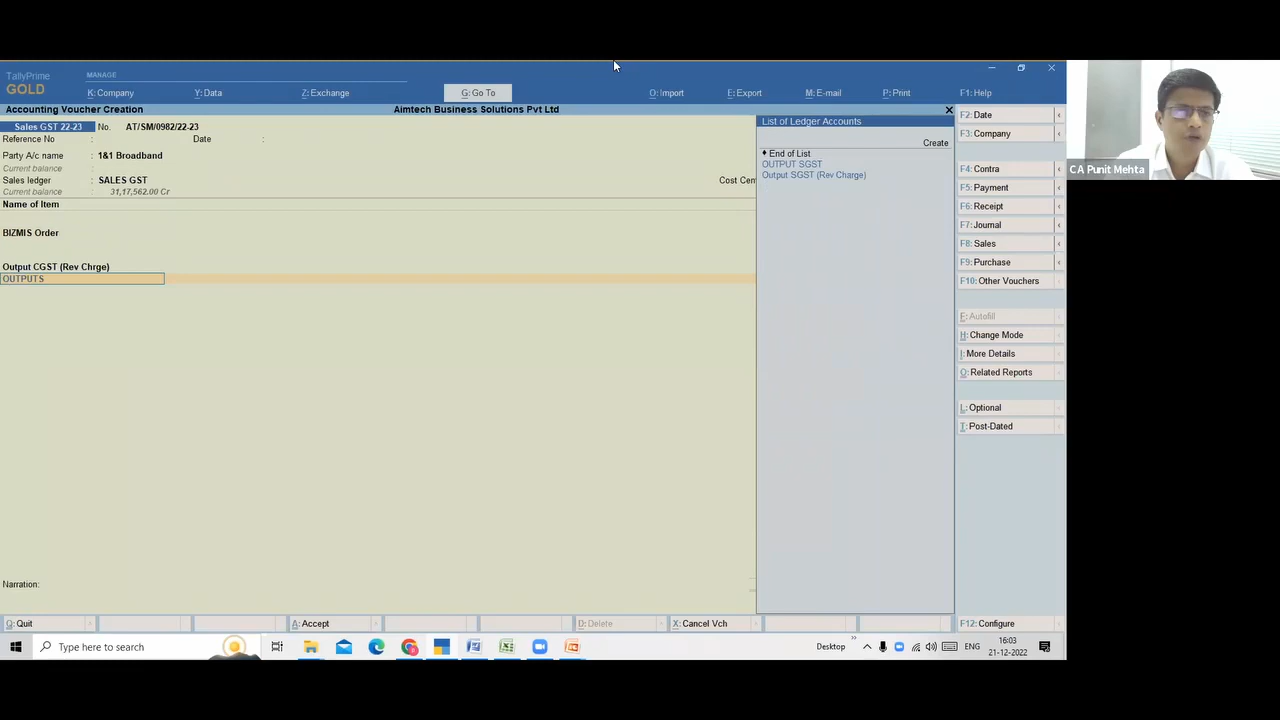 TallyPrime
GOLD
MANAGE
K: Company
Y: Data
Z: Exchange
G: Go To
O: Import
E: Export
M: E-mail
P: Print
F1: Help
Accounting Voucher Creation
Aimtech Business Solutions Pvt Ltd
Sales GST 22-23 No. AT/SM/0982/22-23
Reference No : Date :
Party A/c name : 1&1 Broadband
Current balance :
Sales ledger : SALES GST
Current balance : 31,17,562.00 Cr
Cost Cen
Name of Item
BIZMIS Order
Output CGST (Rev Chrge)
OUTPUTS
Narration:
List of Ledger Accounts
Create
End of List
OUTPUT SGST
Output SGST (Rev Charge)
F2: Date
F3: Company
F4: Contra
F5: Payment
F6: Receipt
F7: Journal
F8: Sales
F9: Purchase
F10: Other Vouchers
F: Autofill
H: Change Mode
I: More Details
O: Related Reports
L: Optional
T: Post-Dated
CA Punit Mehta
Q: Quit
A: Accept
D: Delete
X: Cancel Vch
F12: Configure
Type here to search
Desktop
ENG
16:03
21-12-2022